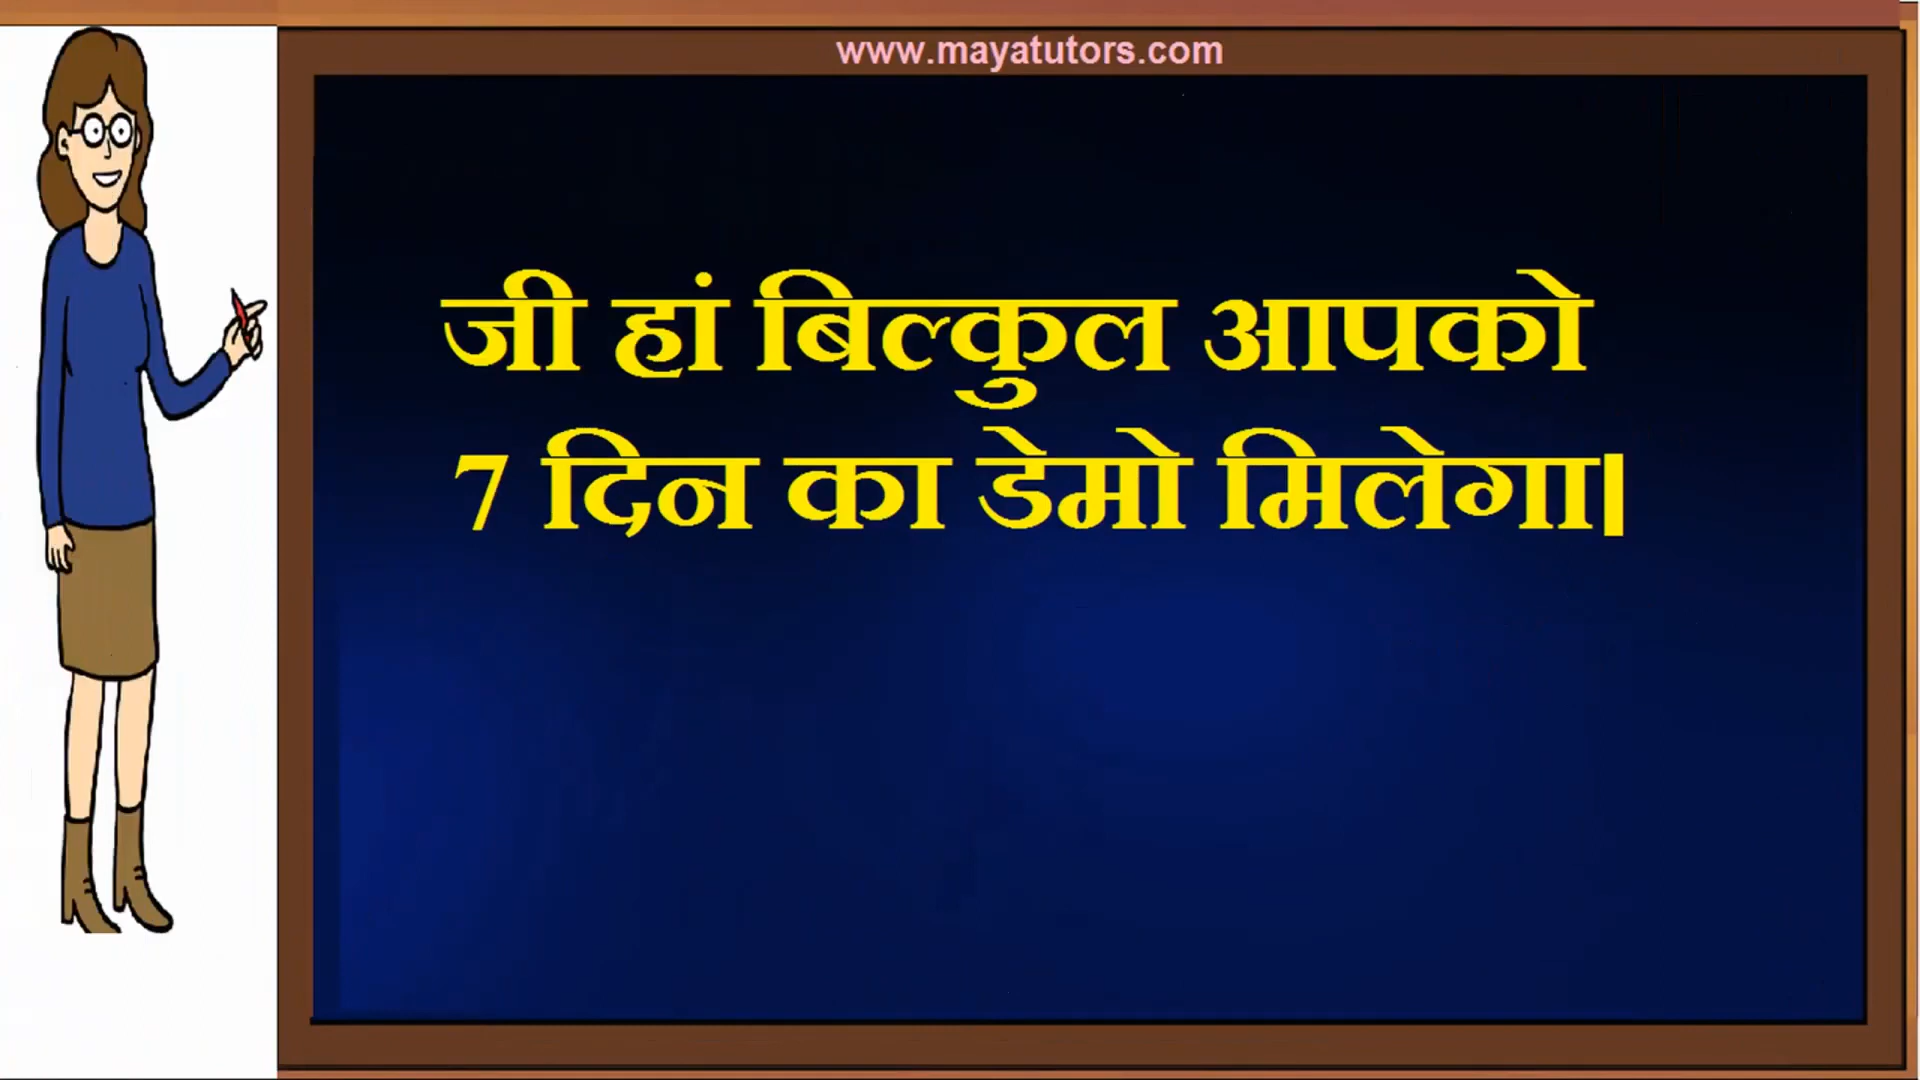 www.mayatutors.com
जी हां बिल्कुल आपको
7 दिन का डेमो मिलेगा।